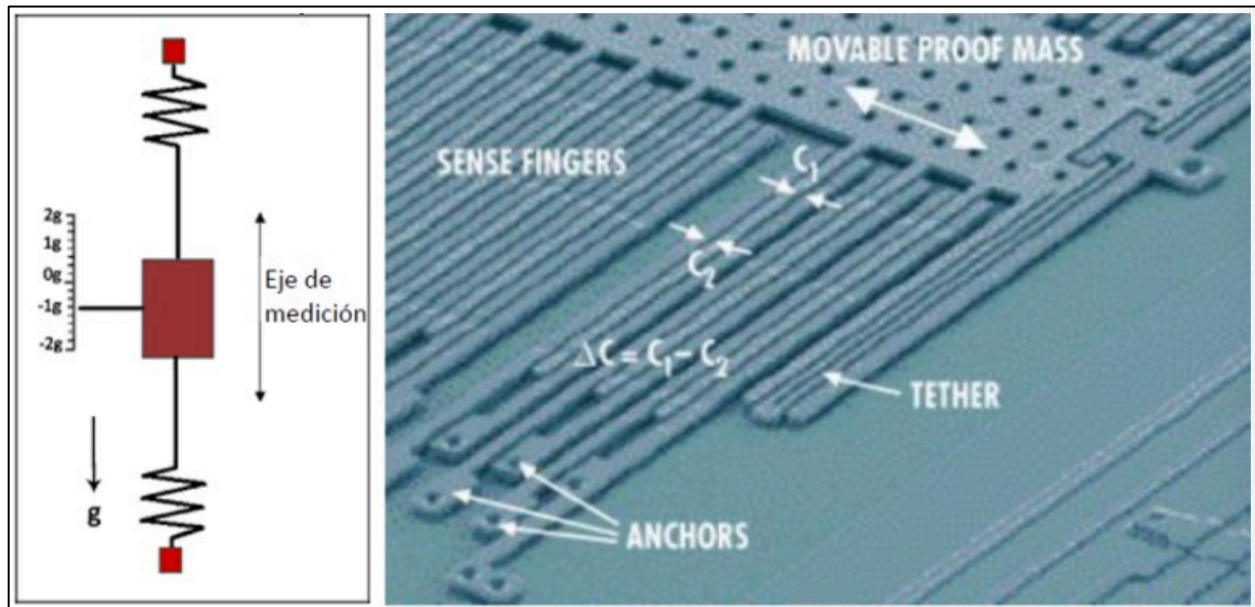 2g
1g
0g
-1g
-2g
Eje de
medición
g
MOVABLE PROOF MASS
SENSE FINGERS
C₁
C₂
ΔC = C₁ – C₂
TETHER
ANCHORS